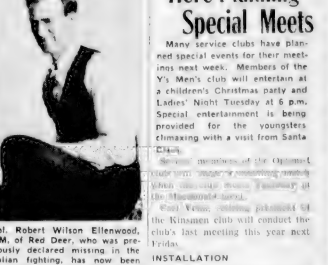 Special Meets
Many service clubs have plan-
ned special events for their meet-
ings next week. Members of the
Y's Men's club will entertain at
a children's Christmas party and
Ladies' Night Tuesday at 6 p.m.
Special entertainment is being
provided for the youngsters
climaxing with a visit from Santa
members of the
club will
the Kinsmen club will conduct the
club's last meeting this year next
Friday.
INSTALLATION
Robert Wilson Ellenwood,
M, of Red Deer, who was pre-
ously declared missing in the
alian fighting, has now been